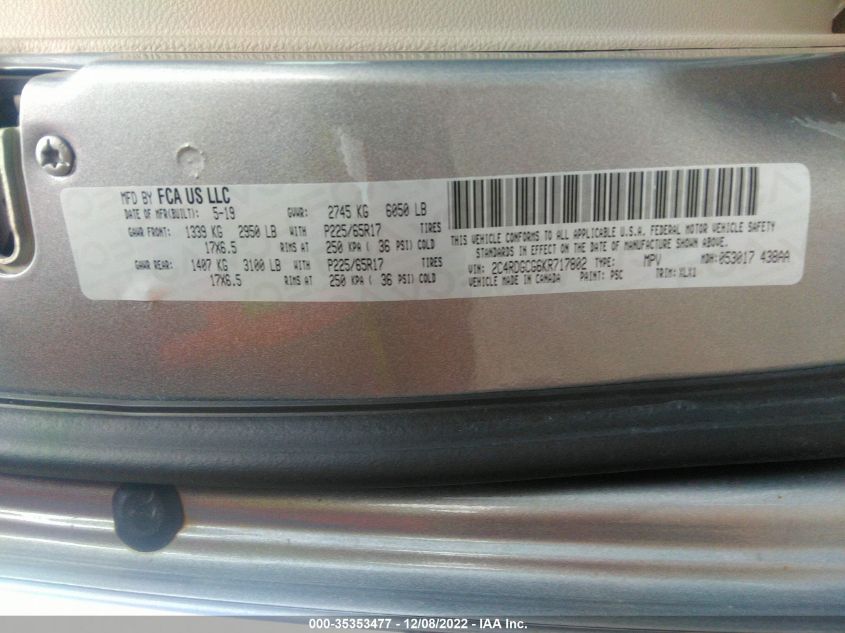 MFD BY FCA US LLC
DATE OF MFR(BUILT): 5-19 GVWR: 2745 KG 6050 LB
GAWR FRONT: 1339 KG 2950 LB WITH P225/65R17 TIRES
17X6.5 RIMS AT 250 KPA ( 36 PSI) COLD
GAWR REAR: 1407 KG 3100 LB WITH P225/65R17 TIRES
17X6.5 RIMS AT 250 KPA ( 36 PSI) COLD
THIS VEHICLE CONFORMS TO ALL APPLICABLE U.S.A. FEDERAL MOTOR VEHICLE SAFETY
STANDARDS IN EFFECT ON THE DATE OF MANUFACTURE SHOWN ABOVE.
VIN: 2C4RDGCG6KR717802 TYPE: MPV MDH: 053017 438AA
VEHICLE MADE IN CANADA PAINT: PSC TRIM: XLX1
000-35353477 - 12/08/2022 - IAA Inc.